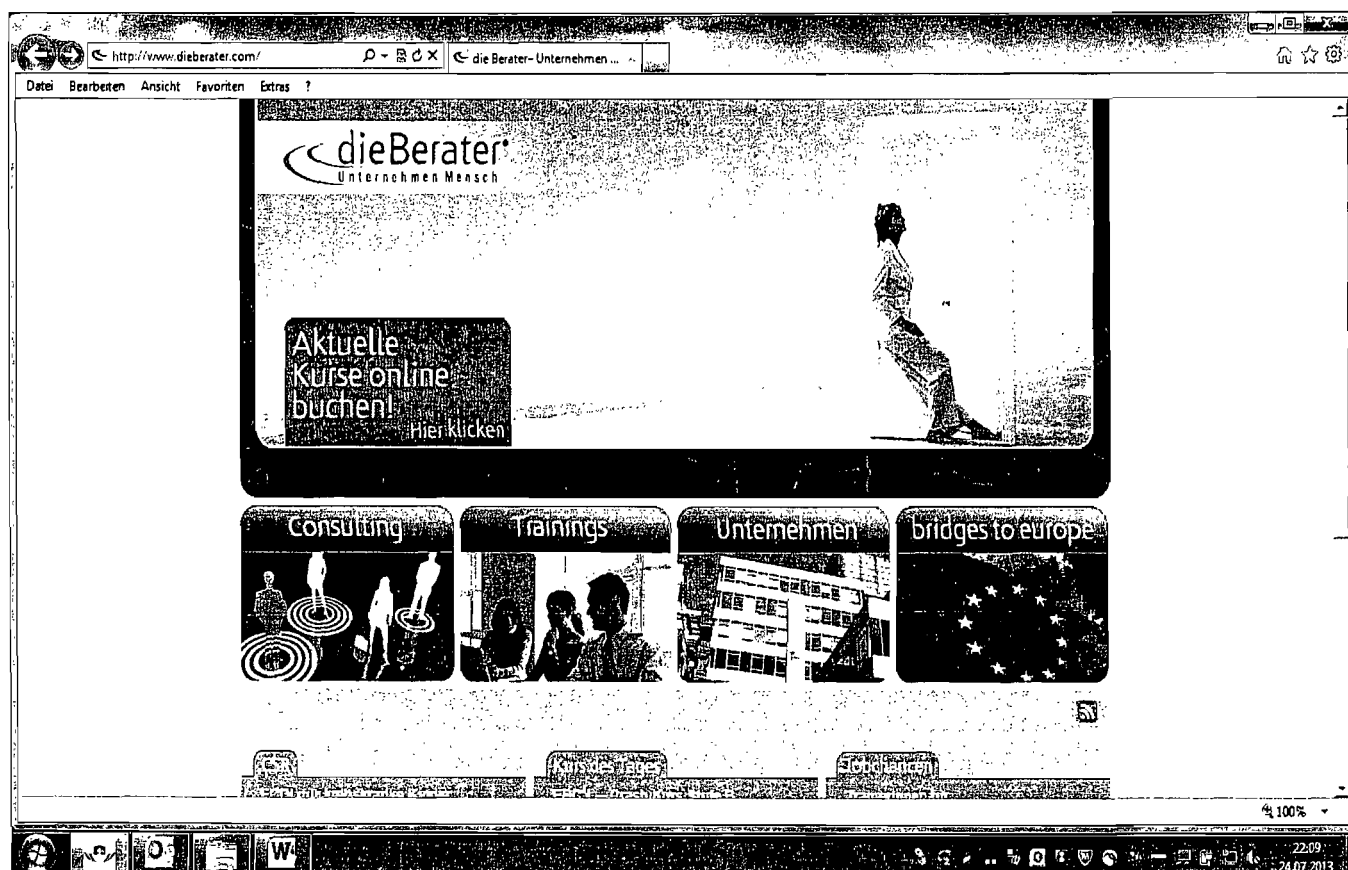 http://www.dieberater.com/
die Berater- Unternehmen ...
Datei Bearbeiten Ansicht Favoriten Extras ?
dieBerater
Unternehmen Mensch
Aktuelle
Kurse online
buchen!
Hier klicken
Consulting Trainings Unternehmen bridges to europe
Kurs des Tages Jobchancen
100%
W
22:09
24.07.2013